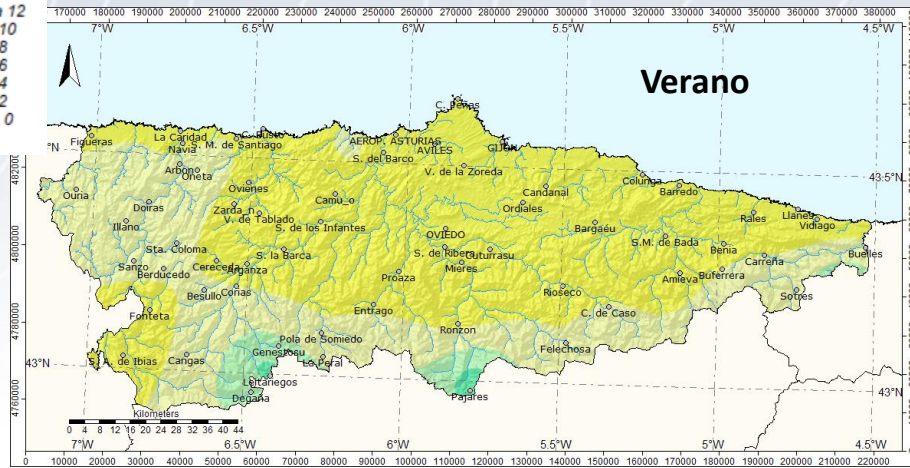 12
10
8
6
4
2
0
170000 180000 190000 200000 210000 220000 230000 240000 250000 260000 270000 280000 290000 300000 310000 320000 330000 340000 350000 360000 370000 380000
7°W 6.5°W 6°W 5.5°W 5°W 4.5°W
Verano
C. Peñas
Figueras
La Caridad
C. Busto
Navia
S. M. de Santiago
AEROP. ASTURIAS
AVILES
GIJON
S. del Barco
Arbon
Oneta
V. de la Zoreda
43.5°N
Colunga
Ouria
Ovienes
Candanal
Barredo
Doiras
Camu_o
Zarda_n
Ordiales
Rales
Llanes
V. de Tablado
Vidiago
Illano
S. de los Infantes
Bargaéu
OVIEDO
S.M. de Bada
Sta. Coloma
Benia
S. la Barca
S. de Ribera
Buelles
Carreña
Sanzo
Cereceda
Arganza
Mieres
Berducedo
Proaza
Amieva
Buferrera
Besullo
Corias
Rioseco
Sotres
Entrago
C. de Caso
Fonteta
Ronzon
Pola de Somiedo
Felechosa
Genestosu
S. A. de Ibias
Cangas
43°N
Leitariegos
Degaña
Pajares
43°N
4800000
4780000
4760000
Kilometers
0 4 8 12 16 20 24 28 32 36 40 44
7°W 6.5°W 6°W 5.5°W 5°W 4.5°W
0 10000 20000 30000 40000 50000 60000 70000 80000 90000 100000 110000 120000 130000 140000 150000 160000 170000 180000 190000 200000 210000 220000